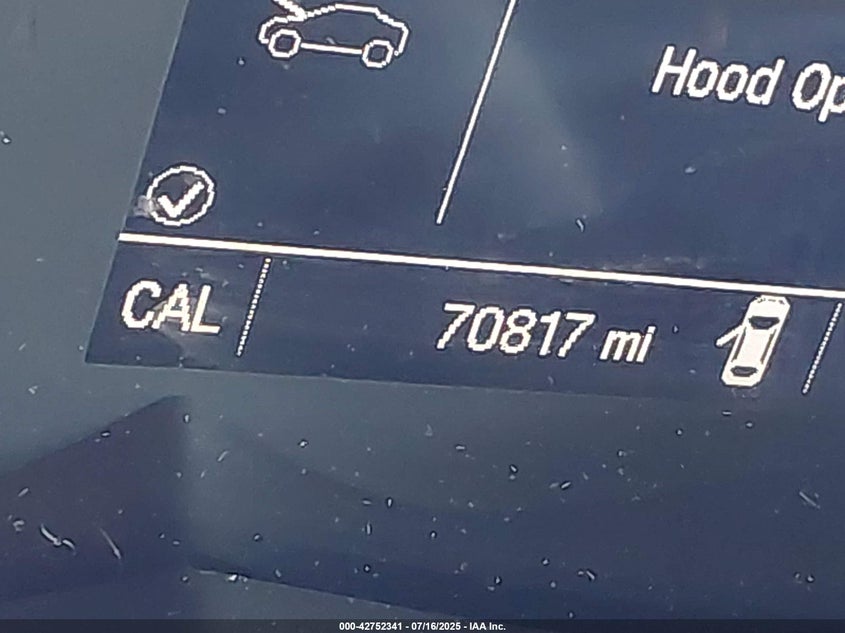 Hood Op
CAL
70817 mi
000-42752341 - 07/16/2025 - IAA Inc.